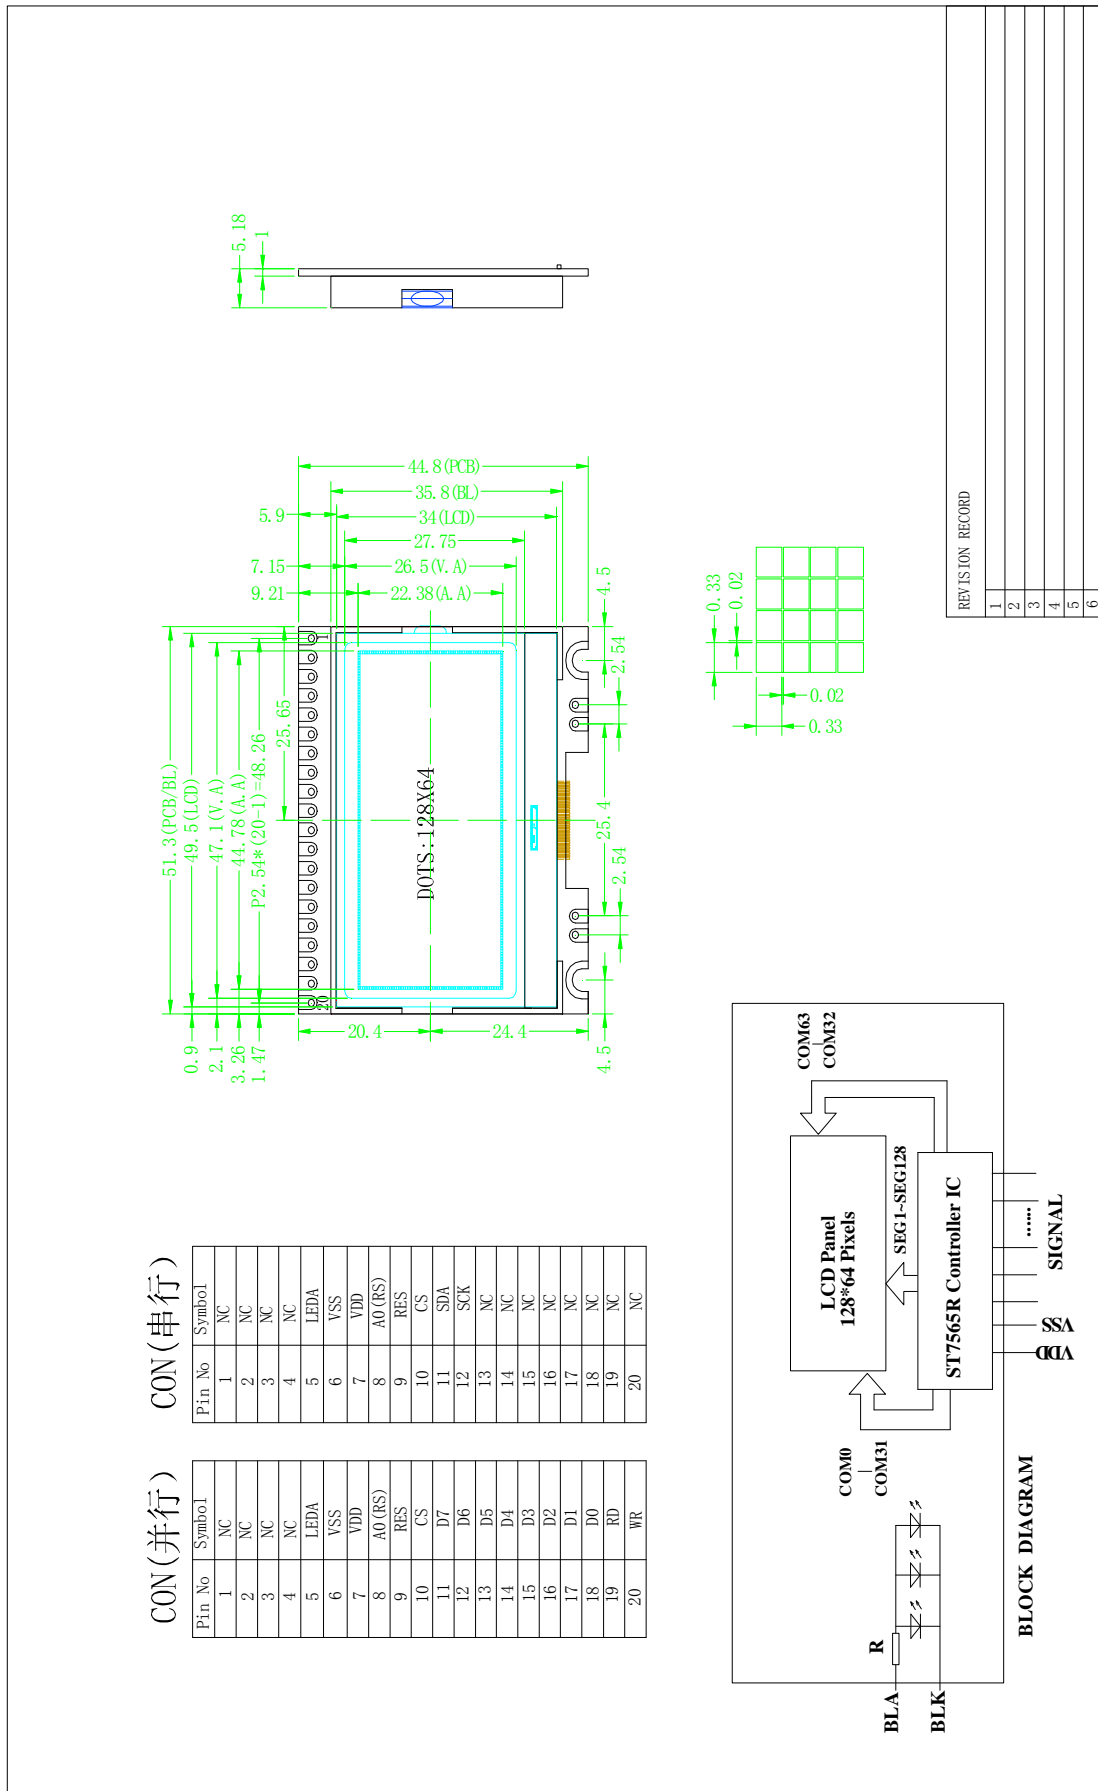 REVISION RECORD
1
2
3
4
5
6
5.18
1
44.8(PCB)
35.8(BL)
5.9
34(LCD)
27.75
7.15
26.5(V.A)
9.21
22.38(A.A)
4.5
2.54
25.4
2.54
4.5
51.3(PCB/BL)
49.5(LCD)
47.1(V.A)
44.78(A.A)
P2.54*(20-1)=48.26
25.65
1
20
DOTS:128X64
0.9
2.1
3.26
1.47
20.4
24.4
0.33
0.02
0.02
0.33
CON(串行)
Pin No Symbol
1 NC
2 NC
3 NC
4 NC
5 LEDA
6 VSS
7 VDD
8 A0(RS)
9 RES
10 CS
11 SDA
12 SCK
13 NC
14 NC
15 NC
16 NC
17 NC
18 NC
19 NC
20 NC
CON(并行)
Pin No Symbol
1 NC
2 NC
3 NC
4 NC
5 LEDA
6 VSS
7 VDD
8 A0(RS)
9 RES
10 CS
11 D7
12 D6
13 D5
14 D4
15 D3
16 D2
17 D1
18 D0
19 RD
20 WR
COM63
COM32
LCD Panel
128*64 Pixels
SEG1~SEG128
ST7565R Controller IC
COM0
COM31
SIGNAL
......
VSS
VDD
R
BLA
BLK
BLOCK DIAGRAM